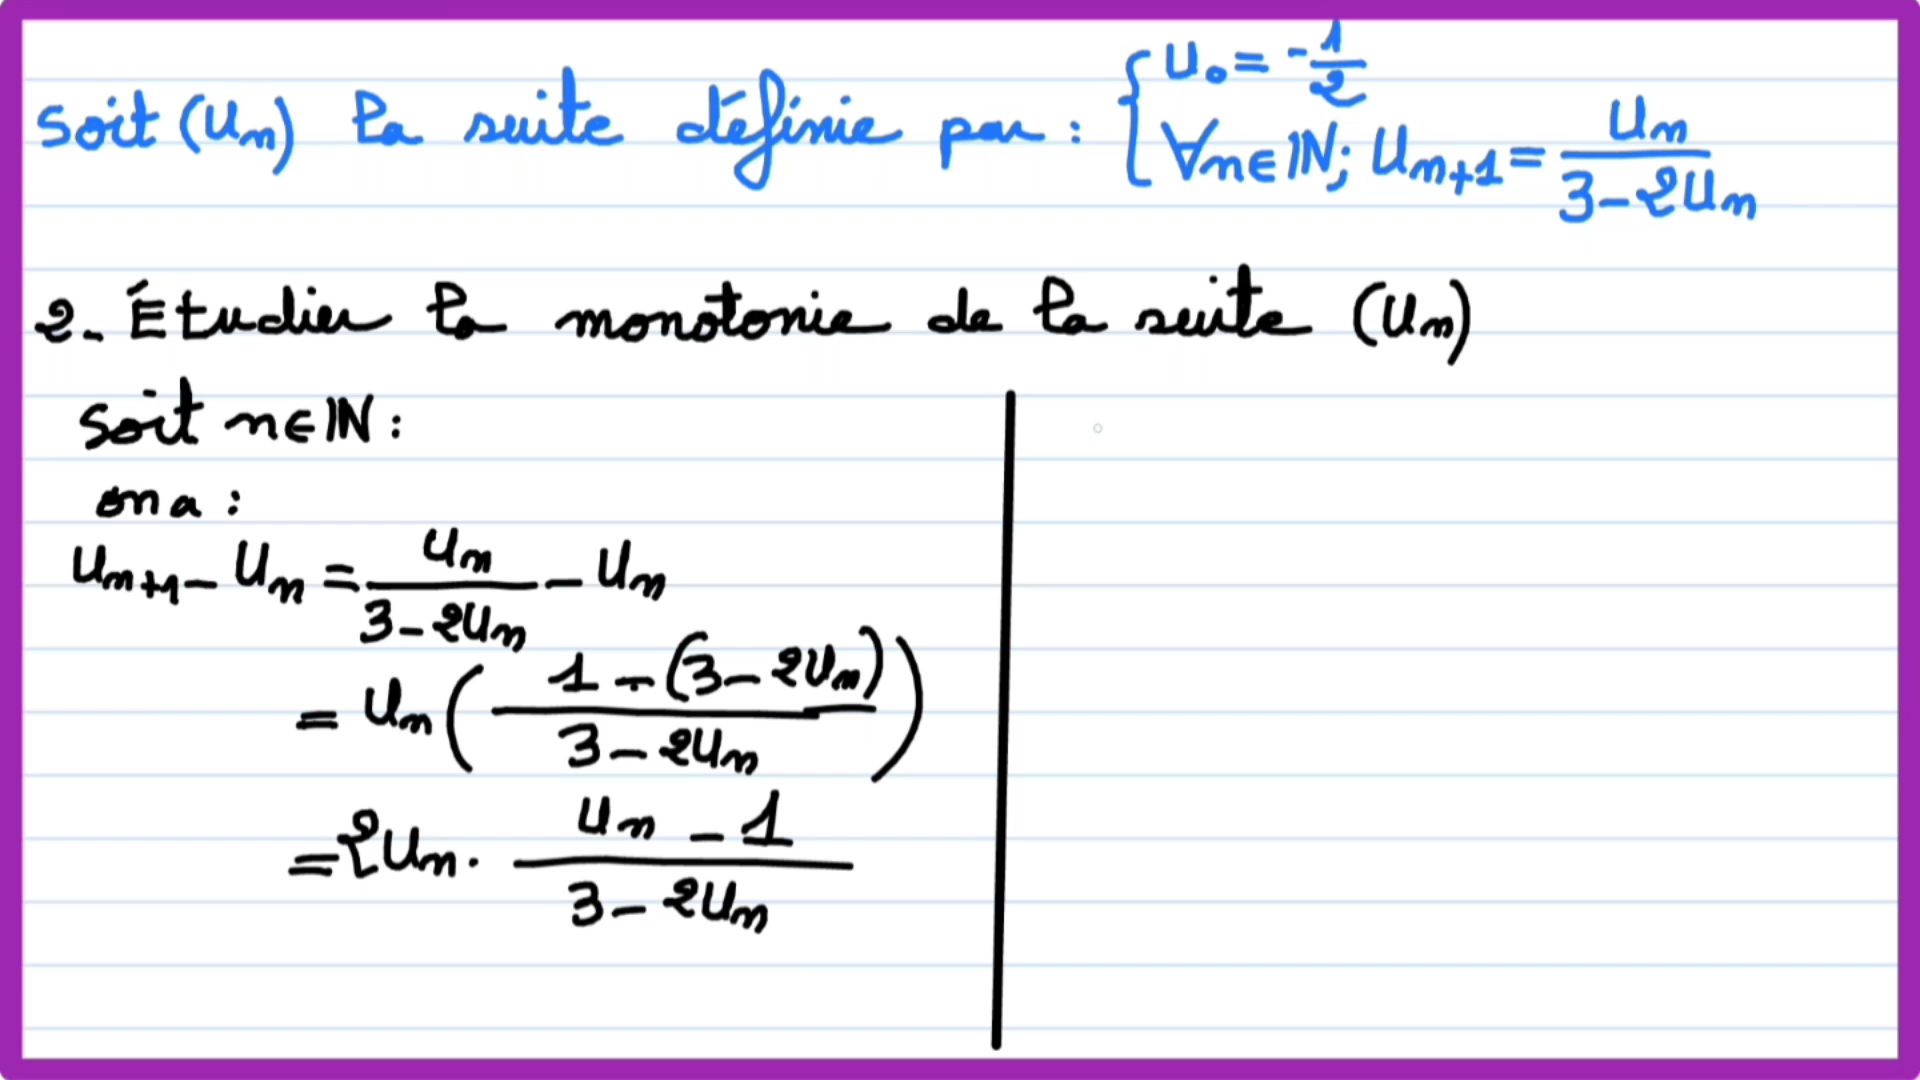 soit (Un) la suite définie par : { U₀ = -1/2
∀n∈ℕ; Un+1 = Un/(3-2Un)
2. Étudier la monotonie de la suite (Un)
soit n∈ℕ :
on a :
Un+1 - Un = Un/(3-2Un) - Un
= Un((1-(3-2Un))/(3-2Un))
= 2Un · (Un-1)/(3-2Un)